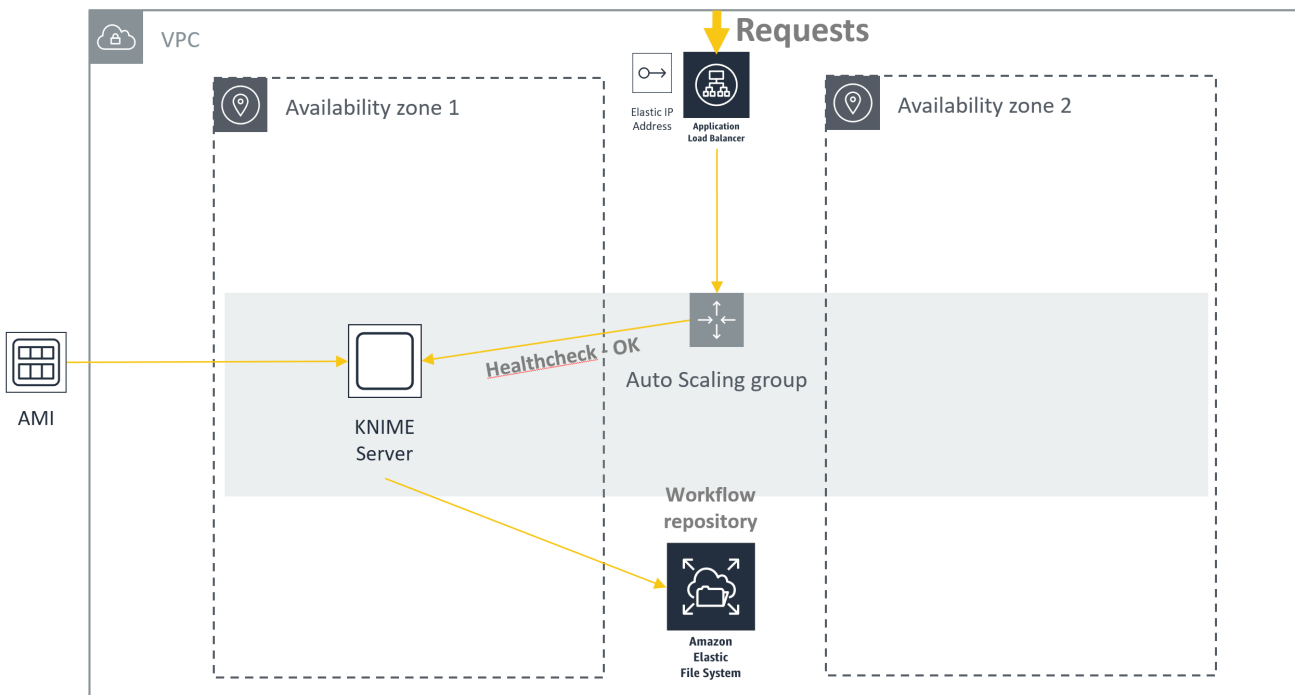 Requests
VPC
Availability zone 1
Elastic IP
Address
Application
Load Balancer
Availability zone 2
Healthcheck - OK
Auto Scaling group
AMI
KNIME
Server
Workflow
repository
Amazon
Elastic
File System